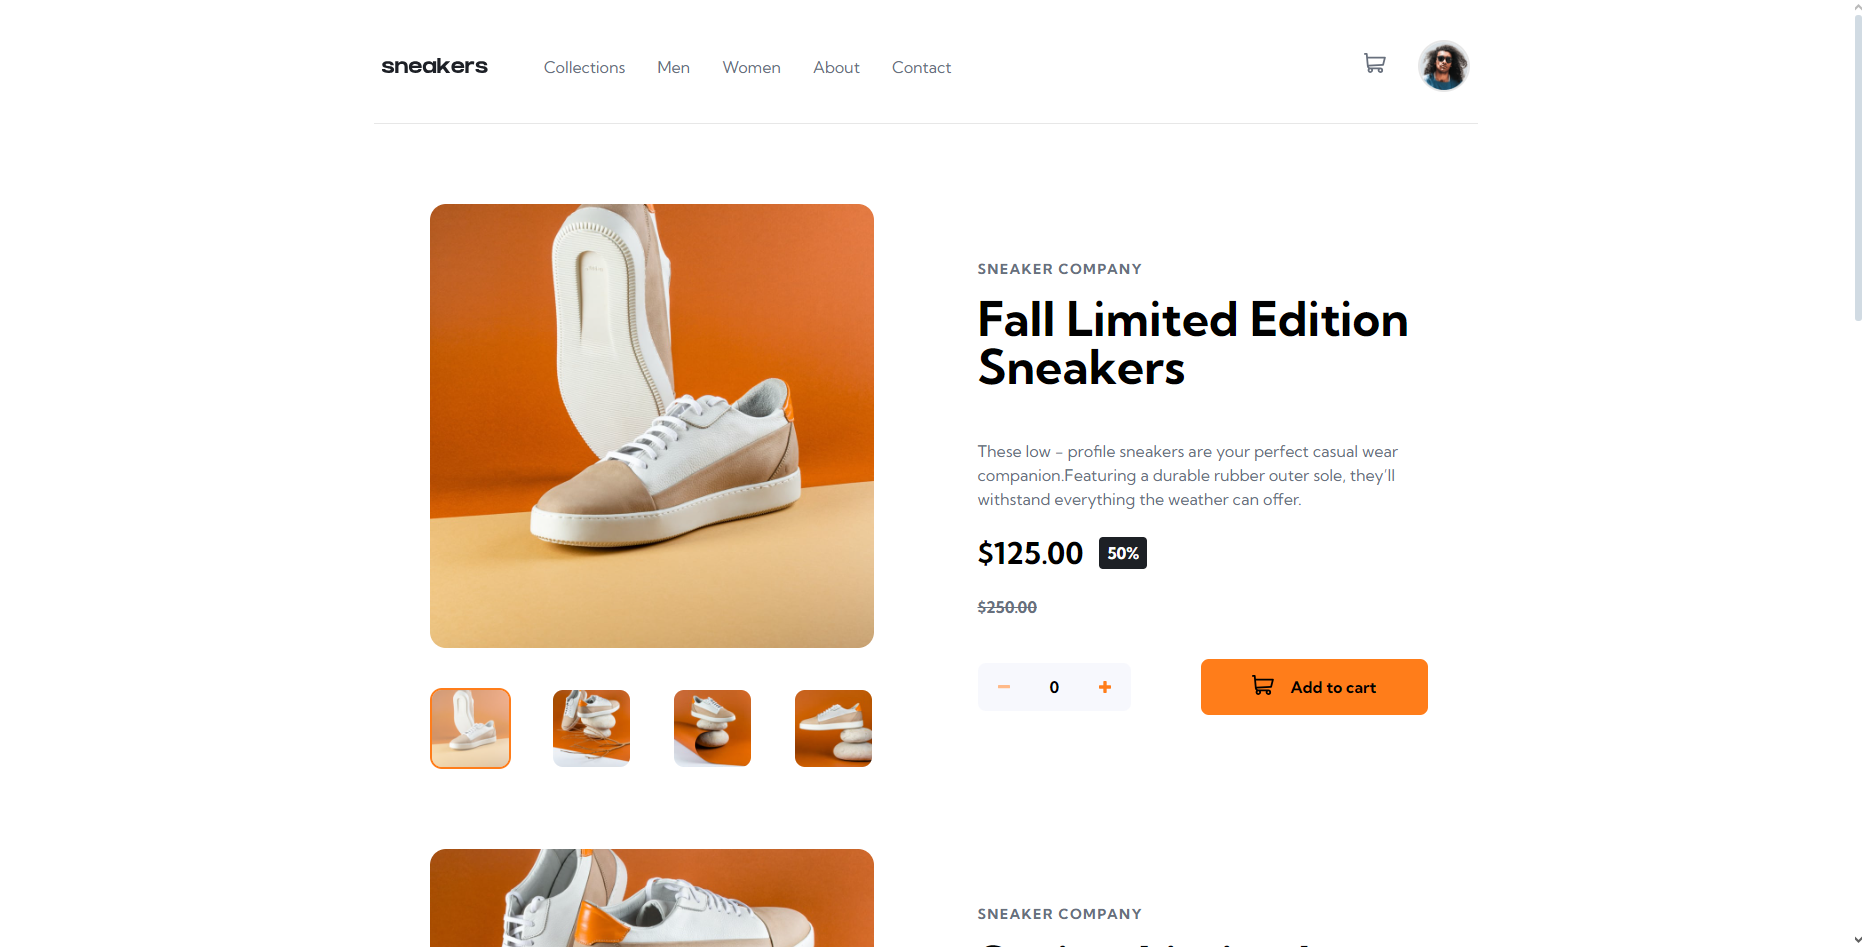 sneakers
Collections Men Women About Contact
SNEAKER COMPANY
Fall Limited Edition
Sneakers
These low - profile sneakers are your perfect casual wear
companion.Featuring a durable rubber outer sole, they’ll
withstand everything the weather can offer.
$125.00 50%
$250.00
0
Add to cart
SNEAKER COMPANY